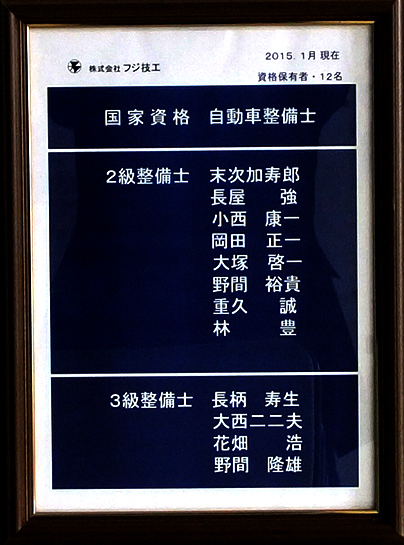 株式会社 フジ技工
2015. 1月 現在
資格保有者・12名
国家資格 自動車整備士
2級整備士 末次加寿郎
長屋 強
小西 康一
岡田 正一
大塚 啓一
野間 裕貴
重久 誠
林 豊
3級整備士 長柄 寿生
大西二二夫
花畑 浩
野間 隆雄